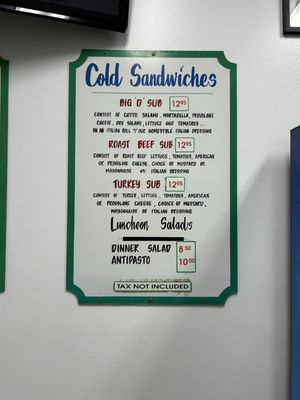 Cold Sandwiches
BIG "D" SUB 12.95
CONSIST OF COTTO SALAMI, MORTADELLA, PROVOLONE
CHEESE, DRY SALAMI, LETTUCE AND TOMATOES...
ON AN ITALIAN ROLL W/OUR HOMESTYLE ITALIAN DRESSING
ROAST BEEF SUB 12.95
CONSIST OF ROAST BEEF LETTUCE, TOMATOES, AMERICAN
OR PROVOLONE CHEESE, CHOICE OF MUSTARD OR
MAYONNAISE OR ITALIAN DRESSING
TURKEY SUB 12.95
CONSIST OF TURKEY, LETTUCE, TOMATOES, AMERICAN
OR PROVOLONE CHEESE, CHOICE OF MUSTARD,
MAYONNAISE OR ITALIAN DRESSING
Luncheon Salads
DINNER SALAD 8.50
ANTIPASTO 10.00
TAX NOT INCLUDED